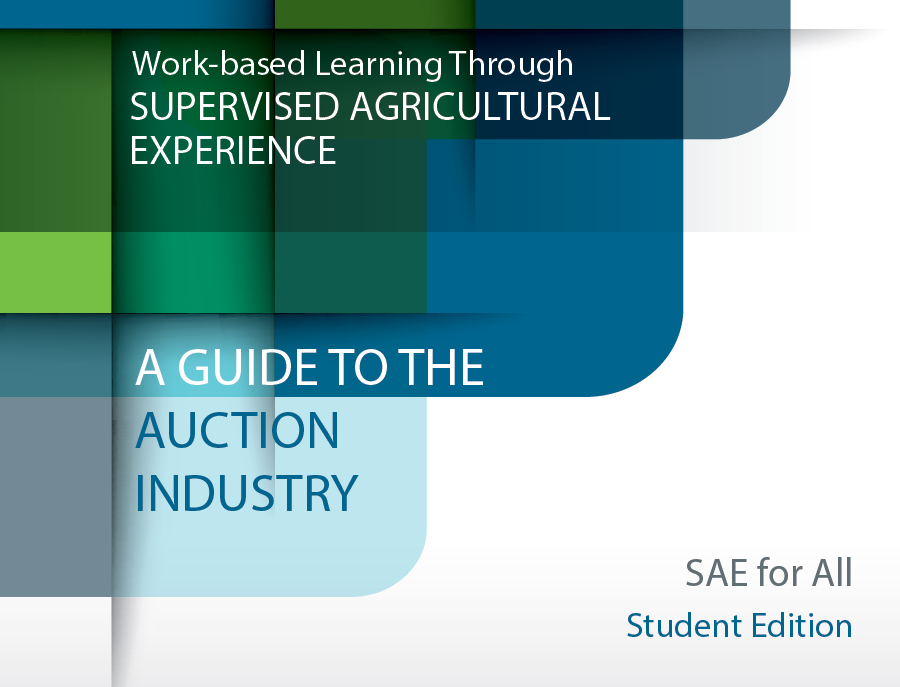 Work-based Learning Through
SUPERVISED AGRICULTURAL
EXPERIENCE
A GUIDE TO THE
AUCTION
INDUSTRY
SAE for All
Student Edition